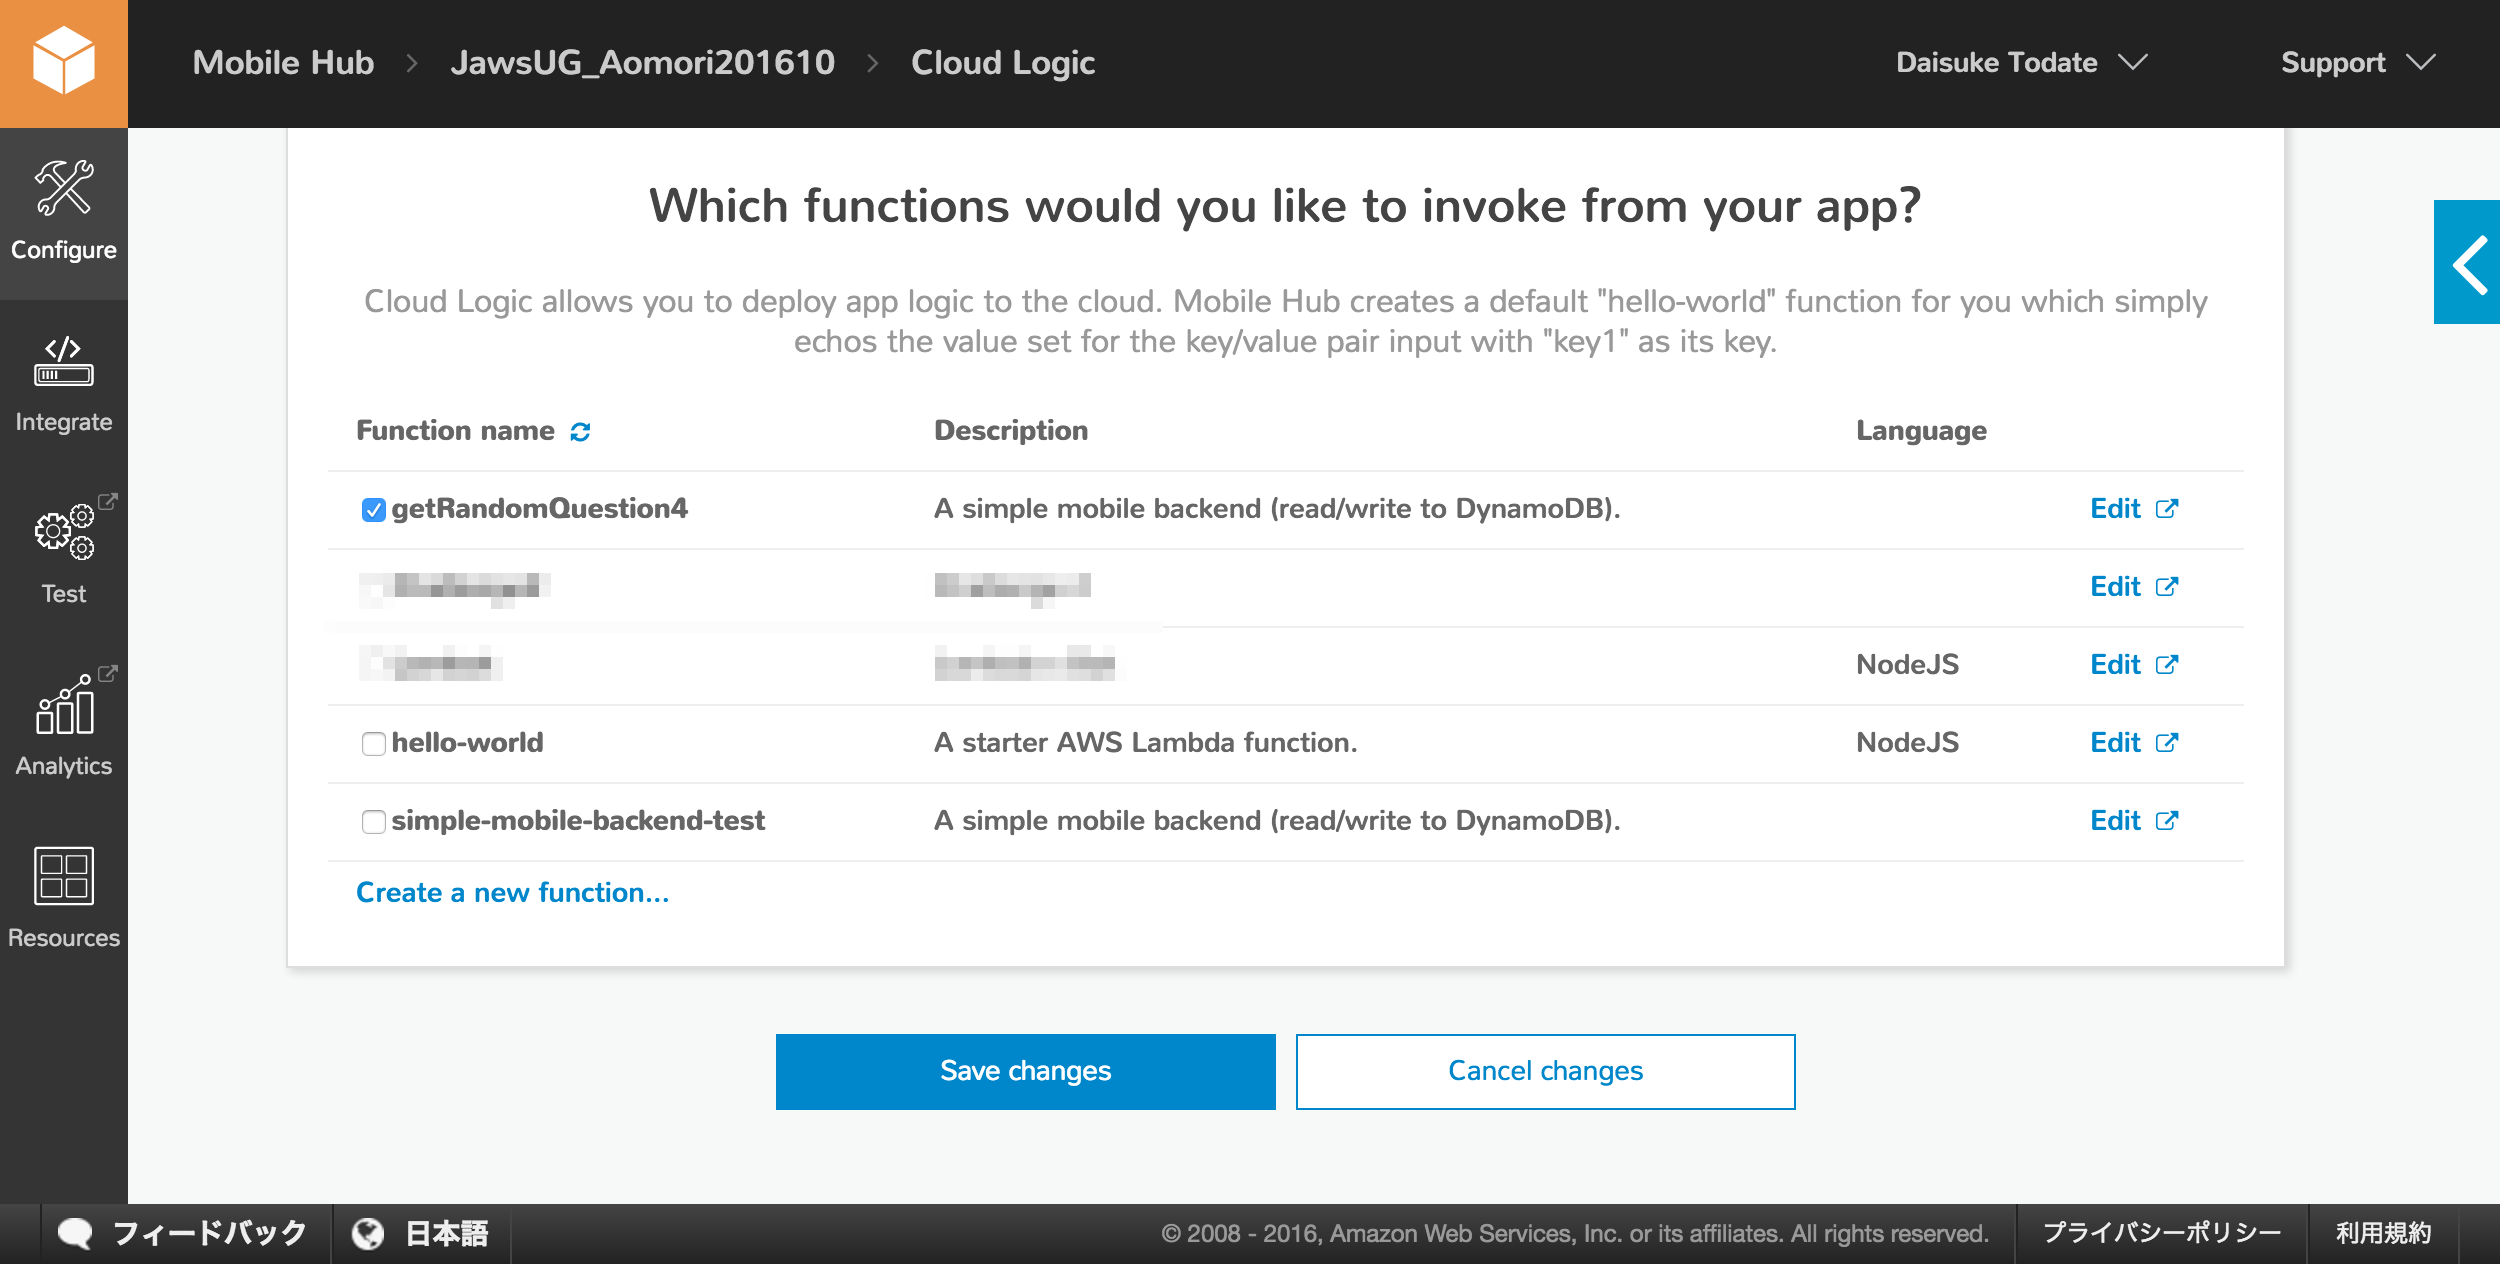 Mobile Hub > JawsUG_Aomori201610 > Cloud Logic
Daisuke Todate
Support
Configure
Integrate
Test
Analytics
Resources
Which functions would you like to invoke from your app?
Cloud Logic allows you to deploy app logic to the cloud. Mobile Hub creates a default "hello-world" function for you which simply
echos the value set for the key/value pair input with "key1" as its key.
Function name Description Language
getRandomQuestion4 A simple mobile backend (read/write to DynamoDB). Edit
Edit
NodeJS Edit
hello-world A starter AWS Lambda function. NodeJS Edit
simple-mobile-backend-test A simple mobile backend (read/write to DynamoDB). Edit
Create a new function...
Save changes
Cancel changes
フィードバック
日本語
© 2008 - 2016, Amazon Web Services, Inc. or its affiliates. All rights reserved.
プライバシーポリシー
利用規約